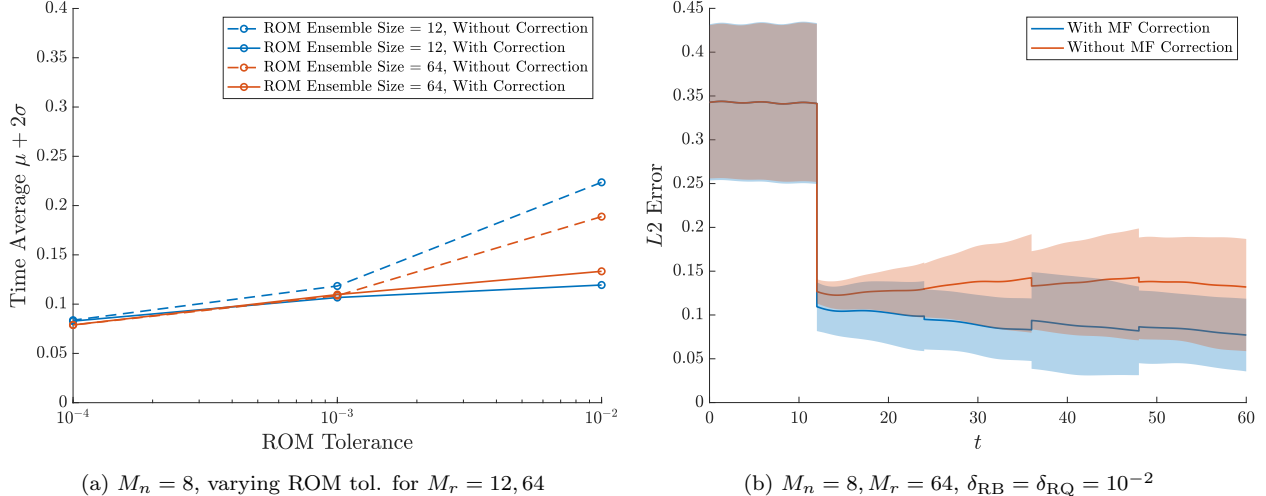 0.4
0.35
0.3
0.25
0.2
0.15
0.1
0.05
0
Time Average μ + 2σ
ROM Ensemble Size = 12, Without Correction
ROM Ensemble Size = 12, With Correction
ROM Ensemble Size = 64, Without Correction
ROM Ensemble Size = 64, With Correction
10⁻⁴ 10⁻³ 10⁻²
ROM Tolerance
(a) Mₙ = 8, varying ROM tol. for Mᵣ = 12, 64
0.45
0.4
0.35
0.3
0.25
0.2
0.15
0.1
0.05
0
L2 Error
With MF Correction
Without MF Correction
0 10 20 30 40 50 60
t
(b) Mₙ = 8, Mᵣ = 64, δ_RB = δ_RQ = 10⁻²